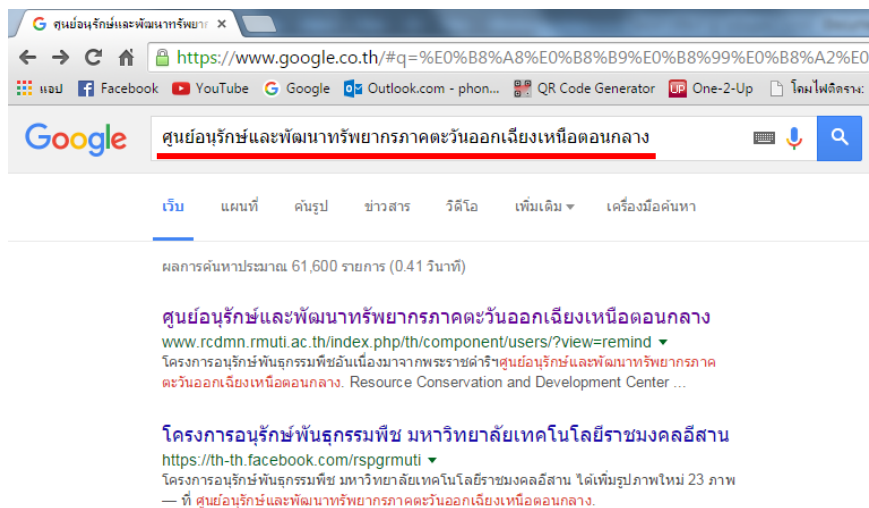 ศูนย์อนุรักษ์และพัฒนาทรัพยาก
https://www.google.co.th/#q=%E0%B8%A8%E0%B8%B9%E0%B8%99%E0%B8%A2%E0
แอป Facebook YouTube Google Outlook.com - phon... QR Code Generator One-2-Up โดมไฟติดราง:
Google ศูนย์อนุรักษ์และพัฒนาทรัพยากรภาคตะวันออกเฉียงเหนือตอนกลาง
เว็บ แผนที่ ค้นรูป ข่าวสาร วิดีโอ เพิ่มเติม เครื่องมือค้นหา
ผลการค้นหาประมาณ 61,600 รายการ (0.41 วินาที)
ศูนย์อนุรักษ์และพัฒนาทรัพยากรภาคตะวันออกเฉียงเหนือตอนกลาง
www.rcdmn.rmuti.ac.th/index.php/th/component/users/?view=remind
โครงการอนุรักษ์พันธุกรรมพืชอันเนื่องมาจากพระราชดำริฯศูนย์อนุรักษ์และพัฒนาทรัพยากรภาค
ตะวันออกเฉียงเหนือตอนกลาง. Resource Conservation and Development Center ...
โครงการอนุรักษ์พันธุกรรมพืช มหาวิทยาลัยเทคโนโลยีราชมงคลอีสาน
https://th-th.facebook.com/rspgrmuti
โครงการอนุรักษ์พันธุกรรมพืช มหาวิทยาลัยเทคโนโลยีราชมงคลอีสาน ได้เพิ่มรูปภาพใหม่ 23 ภาพ
— ที่ ศูนย์อนุรักษ์และพัฒนาทรัพยากรภาคตะวันออกเฉียงเหนือตอนกลาง.